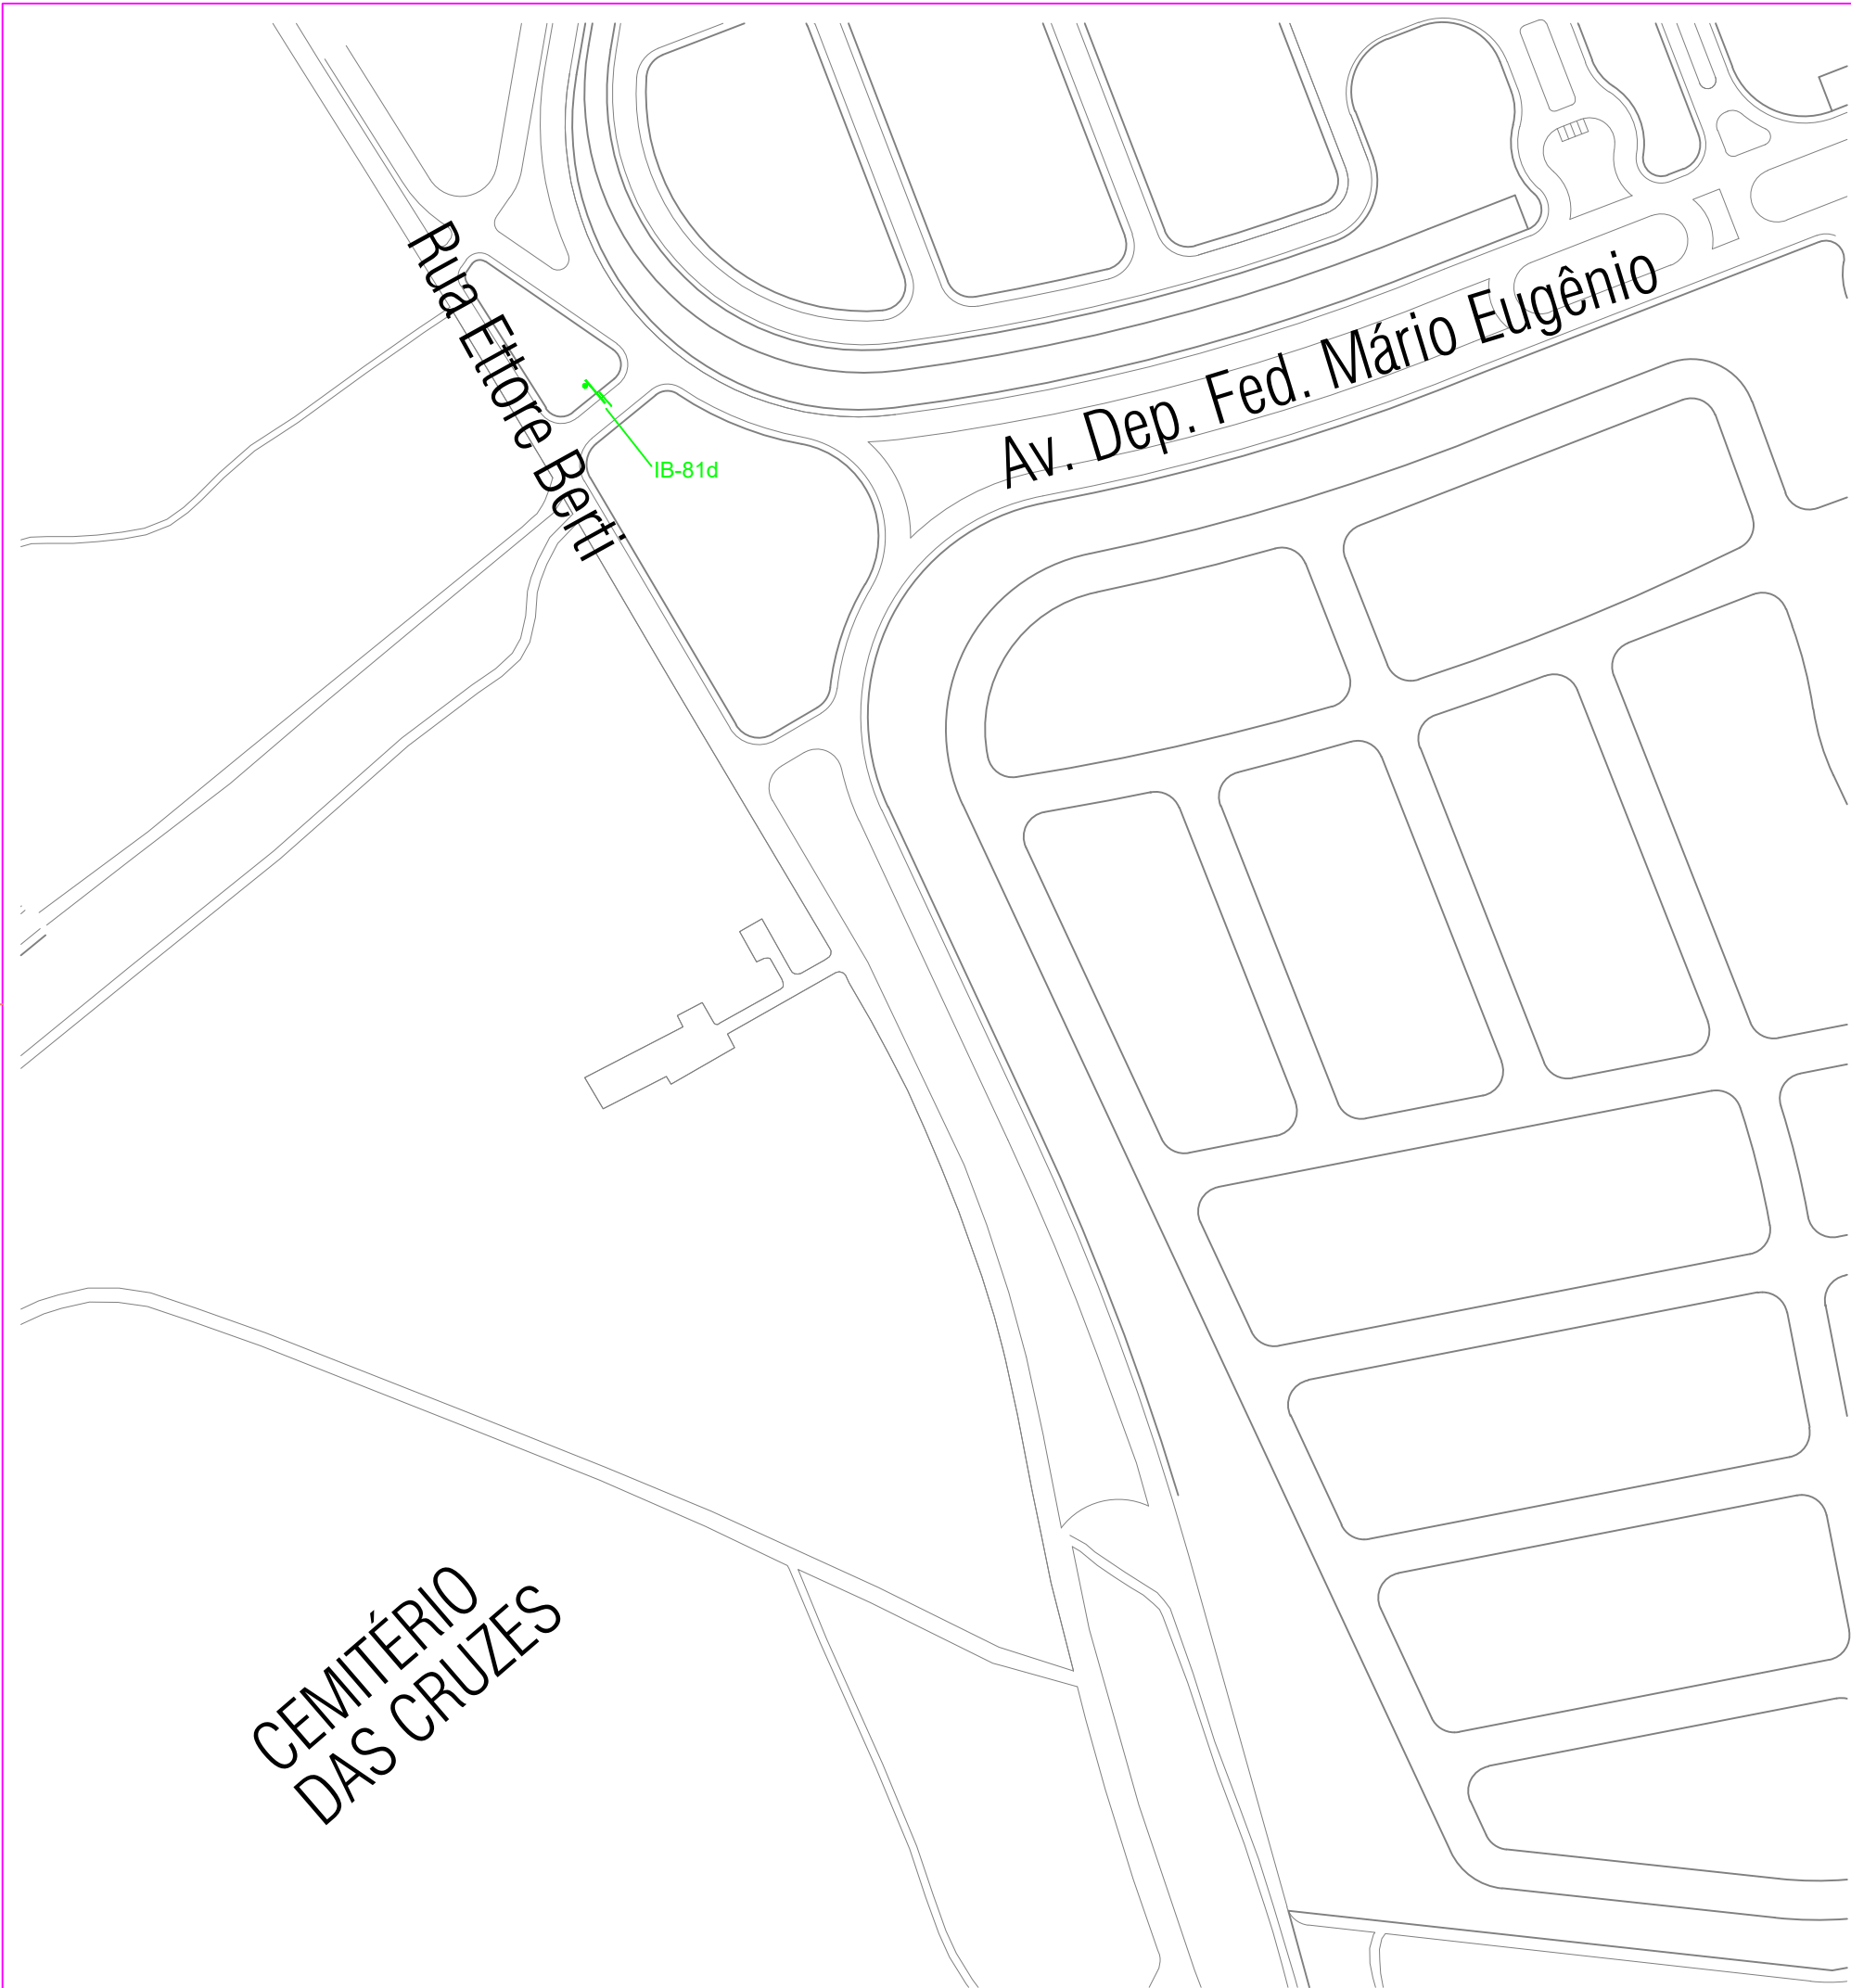 Rua Ettore Berti
Av. Dep. Fed. Mário Eugênio
IB-81d
CEMITÉRIO
DAS CRUZES